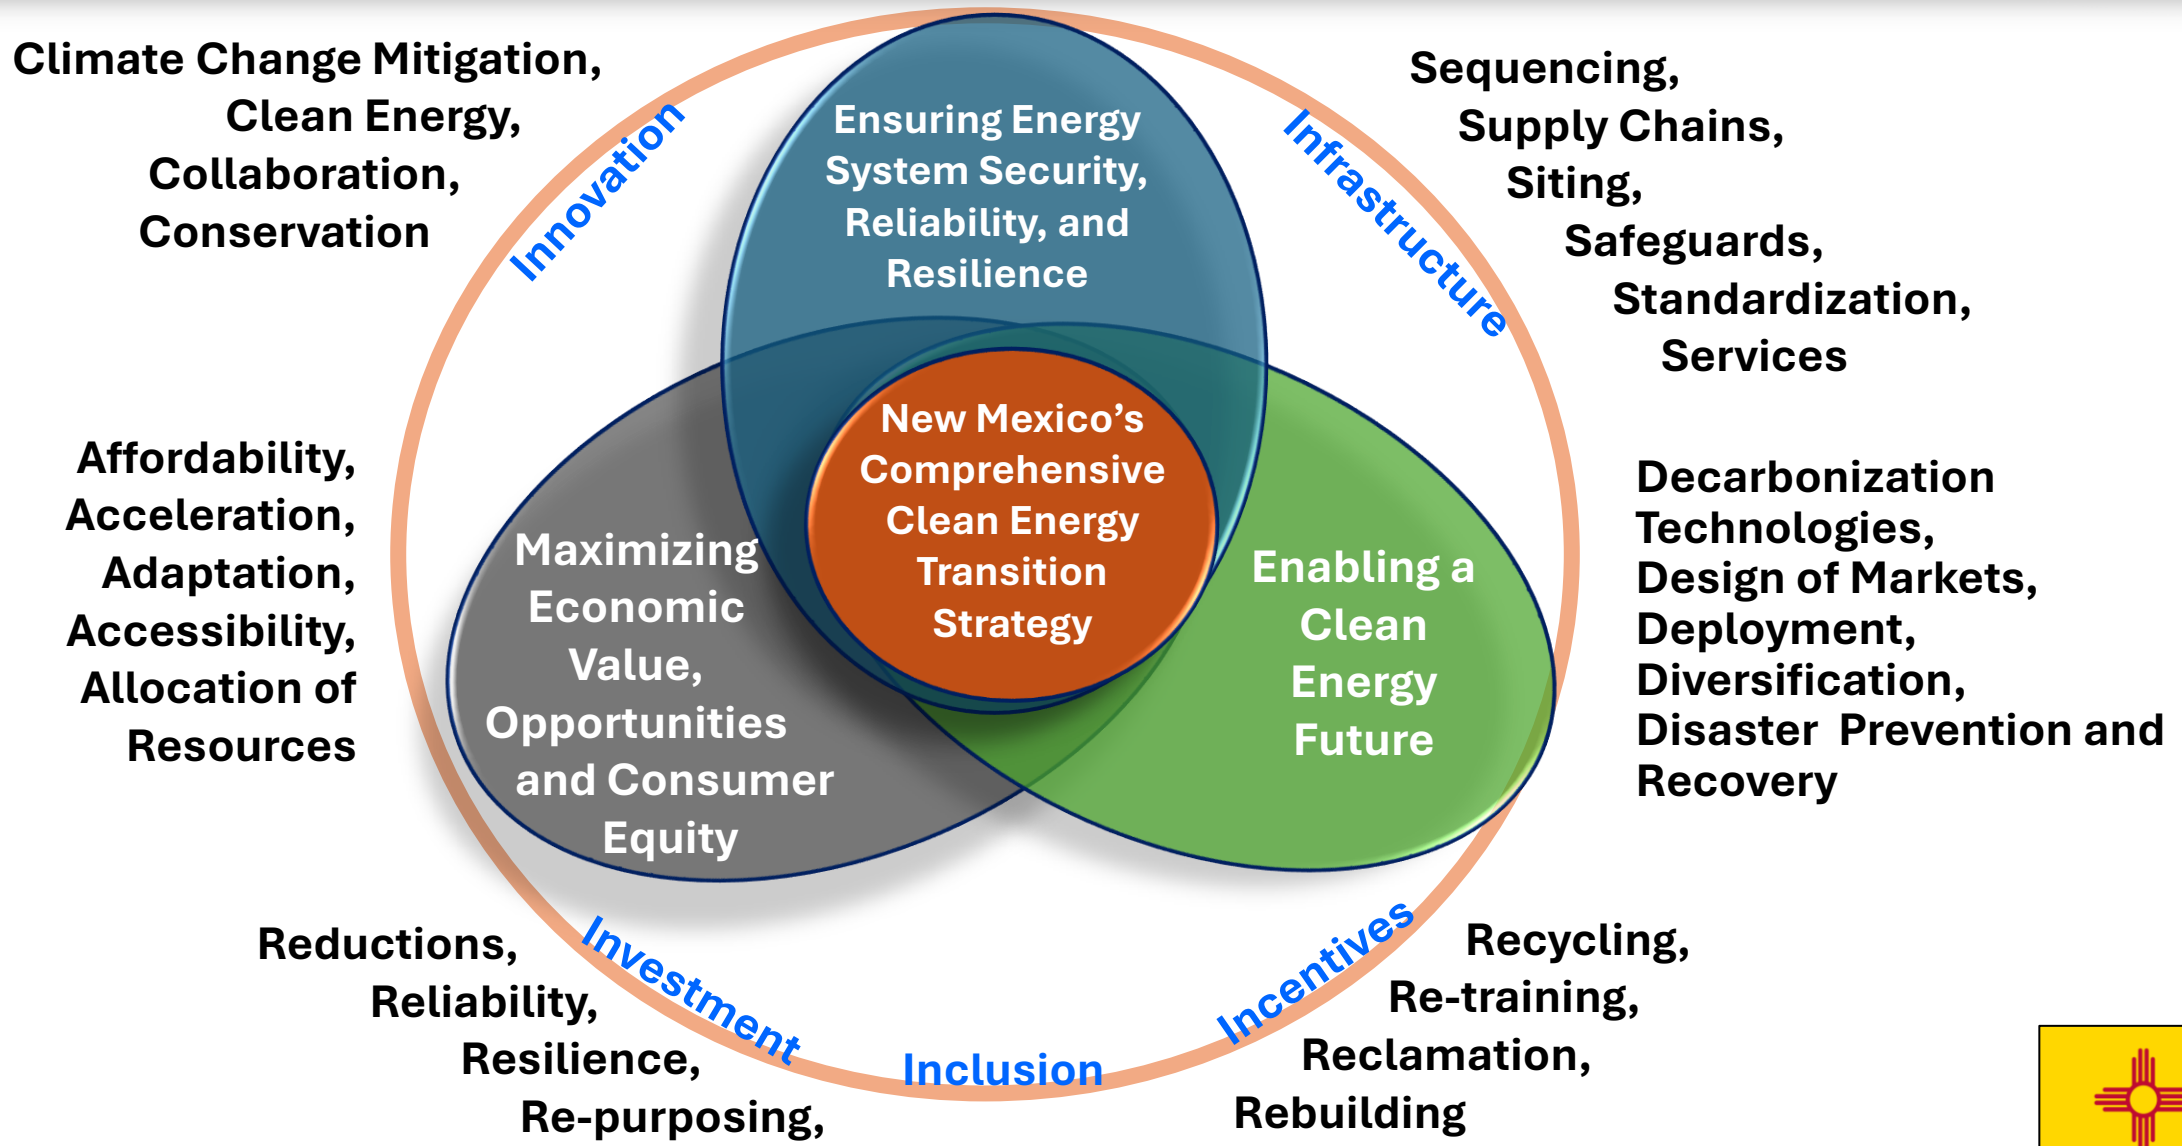 Climate Change Mitigation,
Clean Energy,
Collaboration,
Conservation
Innovation
Ensuring Energy
System Security,
Reliability, and
Resilience
Infrastructure
Sequencing,
Supply Chains,
Siting,
Safeguards,
Standardization,
Services
Affordability,
Acceleration,
Adaptation,
Accessibility,
Allocation of
Resources
Maximizing
Economic
Value,
Opportunities
and Consumer
Equity
New Mexico’s
Comprehensive
Clean Energy
Transition
Strategy
Enabling a
Clean
Energy
Future
Decarbonization
Technologies,
Design of Markets,
Deployment,
Diversification,
Disaster  Prevention and
Recovery
Reductions,
Reliability,
Resilience,
Re-purposing,
Investment
Inclusion
Incentives
Recycling,
Re-training,
Reclamation,
Rebuilding